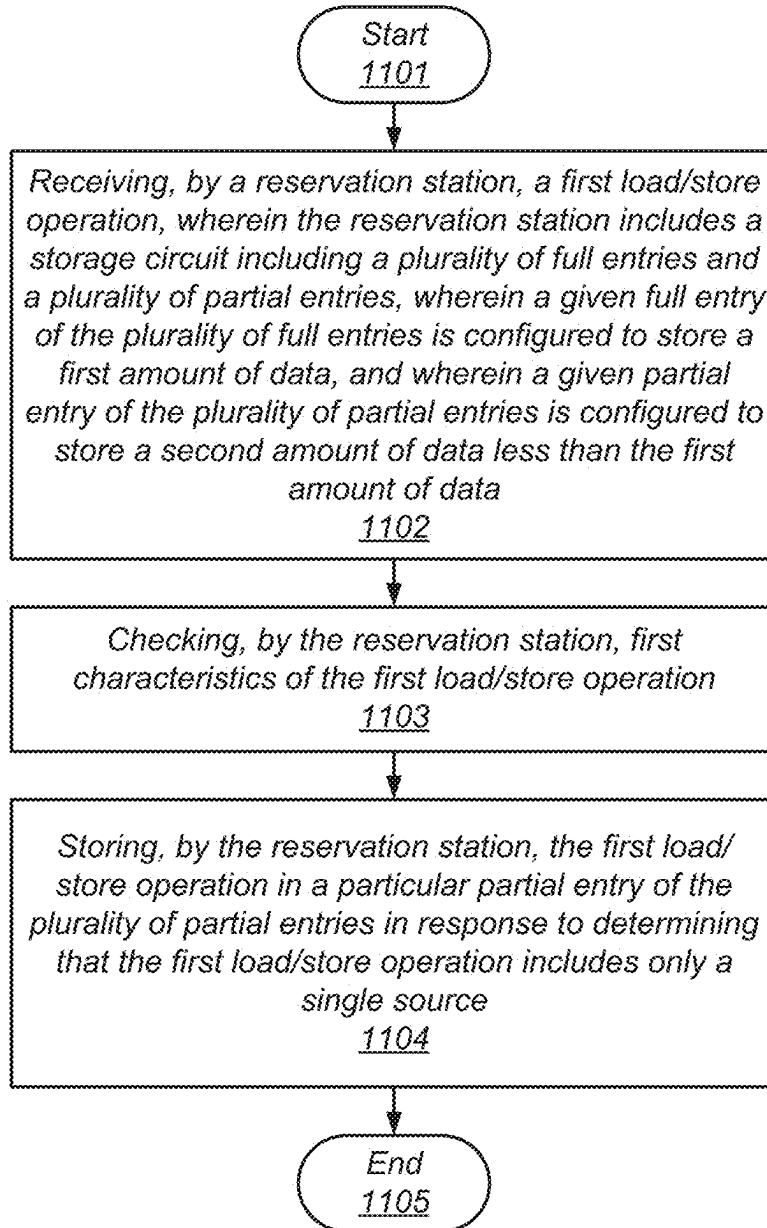 Start
1101
Receiving, by a reservation station, a first load/store
operation, wherein the reservation station includes a
storage circuit including a plurality of full entries and
a plurality of partial entries, wherein a given full entry
of the plurality of full entries is configured to store a
first amount of data, and wherein a given partial
entry of the plurality of partial entries is configured to
store a second amount of data less than the first
amount of data
1102
Checking, by the reservation station, first
characteristics of the first load/store operation
1103
Storing, by the reservation station, the first load/
store operation in a particular partial entry of the
plurality of partial entries in response to determining
that the first load/store operation includes only a
single source
1104
End
1105